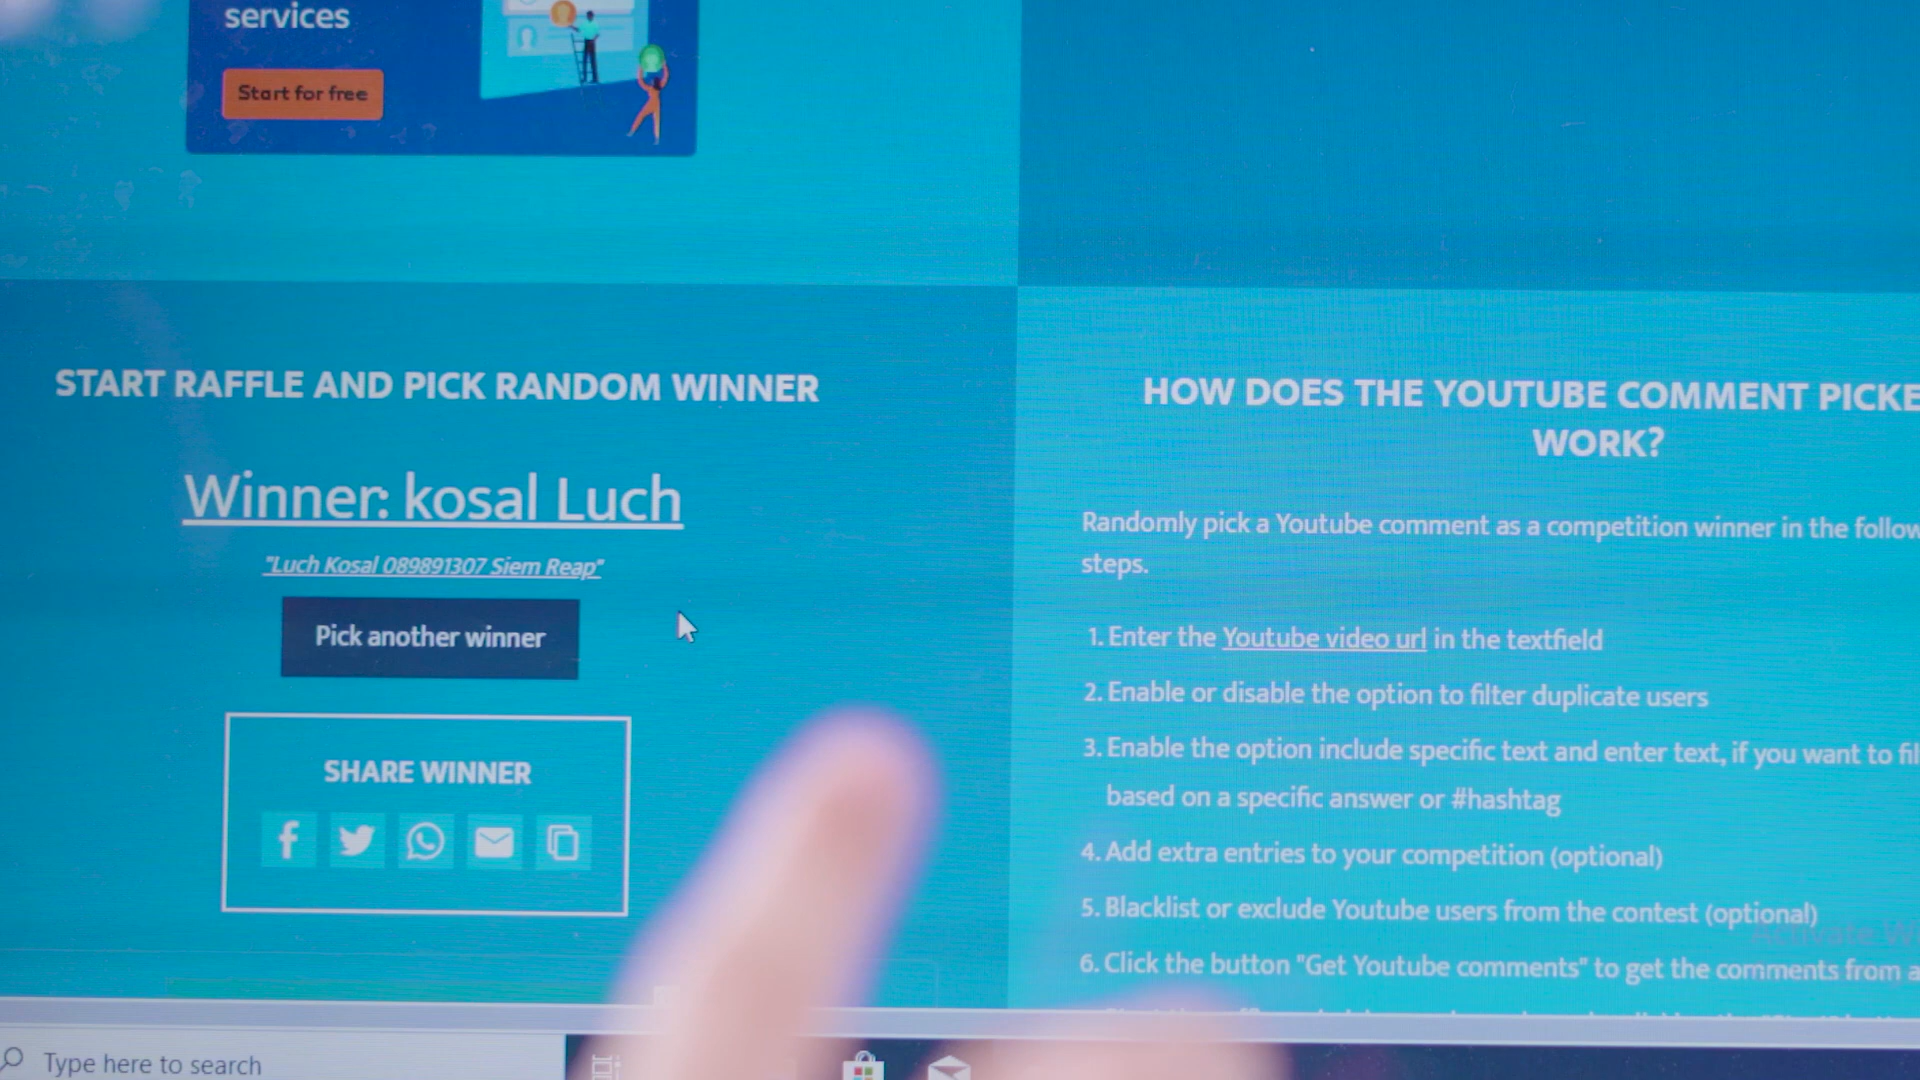 services
Start for free
START RAFFLE AND PICK RANDOM WINNER
Winner: kosal Luch
"Luch Kosal 089891307 Siem Reap"
Pick another winner
SHARE WINNER
HOW DOES THE YOUTUBE COMMENT PICKE
WORK?
Randomly pick a Youtube comment as a competition winner in the follow
steps.
1. Enter the Youtube video url in the textfield
2. Enable or disable the option to filter duplicate users
3. Enable the option include specific text and enter text, if you want to fil
based on a specific answer or #hashtag
4. Add extra entries to your competition (optional)
5. Blacklist or exclude Youtube users from the contest (optional)
Activate W
6. Click the button "Get Youtube comments" to get the comments from a
Type here to search